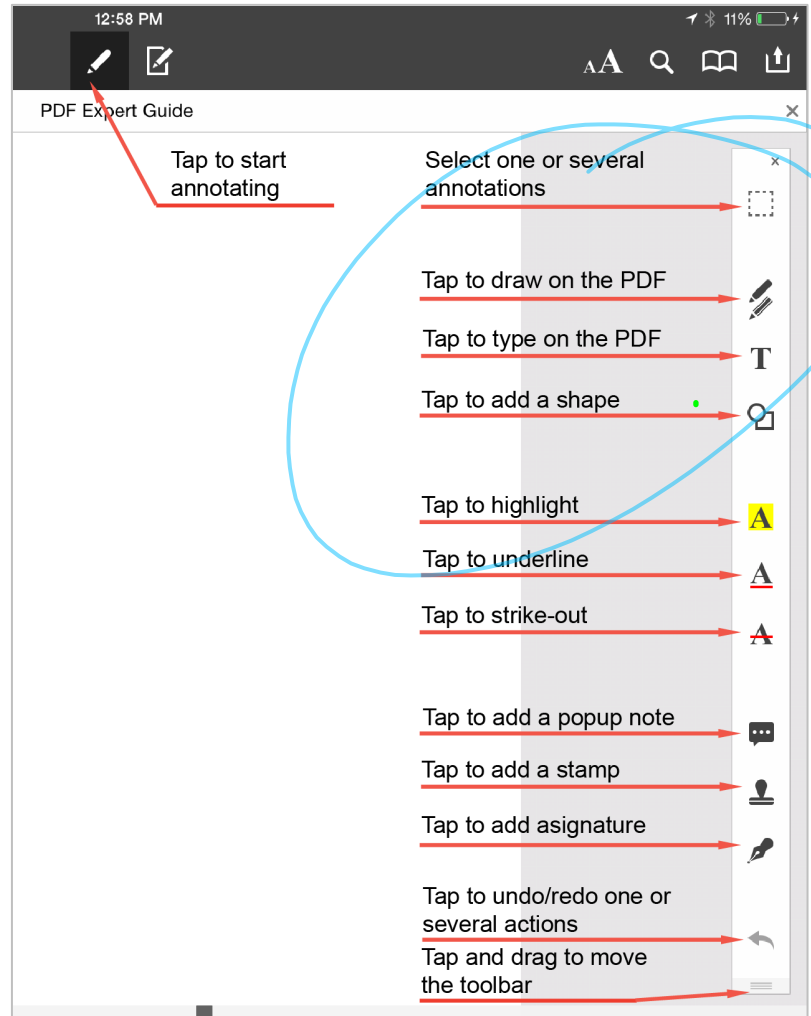 12:58 PM
11%
AA
PDF Expert Guide
Tap to start
annotating
Select one or several
annotations
Tap to draw on the PDF
Tap to type on the PDF
T
Tap to add a shape
Tap to highlight
A
Tap to underline
A
Tap to strike-out
A
Tap to add a popup note
Tap to add a stamp
Tap to add asignature
Tap to undo/redo one or
several actions
Tap and drag to move
the toolbar